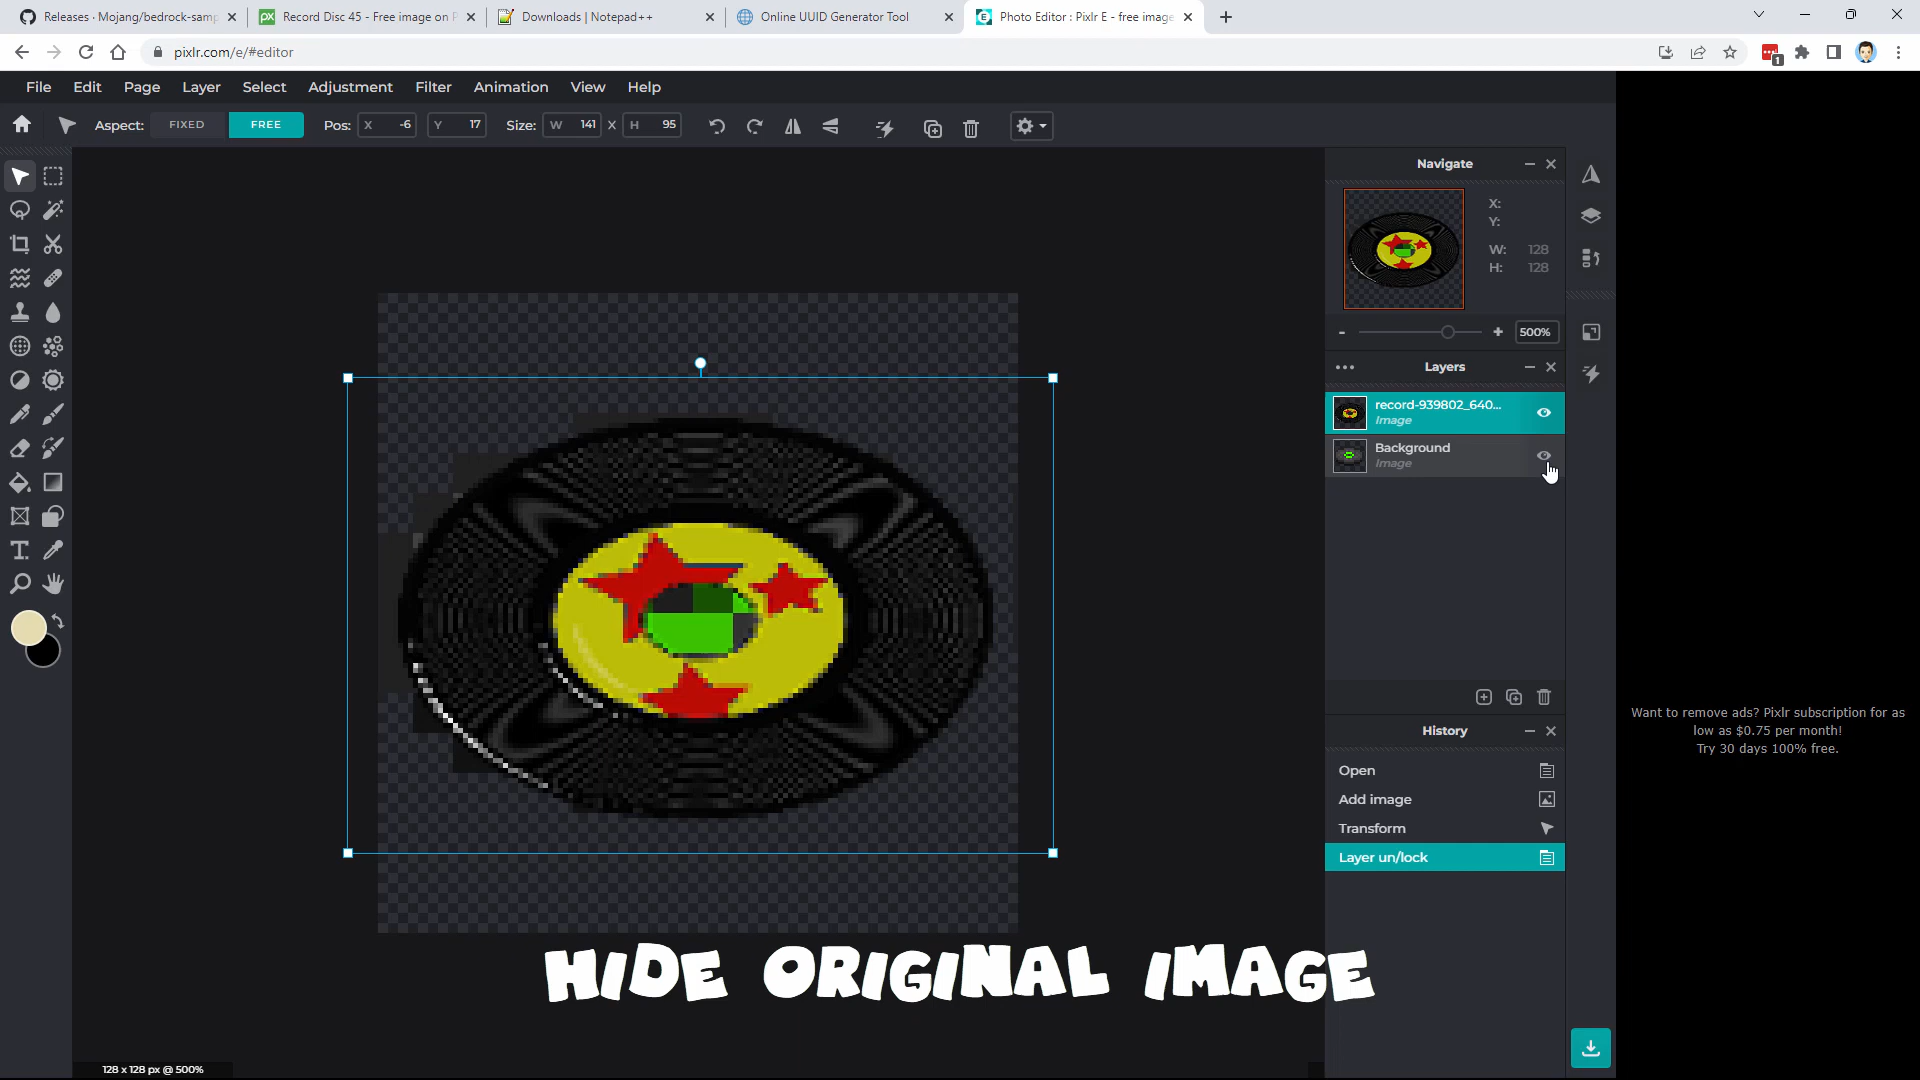 Releases · Mojang/bedrock-samp
Record Disc 45 - Free image on P
Downloads | Notepad++
Online UUID Generator Tool
Photo Editor : Pixlr E - free image
pixlr.com/e/#editor
1
File Edit Page Layer Select Adjustment Filter Animation View Help
Aspect: FIXED FREE Pos: X -6 Y 17 Size: W 141 X H 95
Navigate
X:
Y:
W: 128
H: 128
- + 500%
Layers
record-939802_640...
Image
Background
Image
T
History
Open
Add image
Transform
Layer un/lock
Want to remove ads? Pixlr subscription for as
low as $0.75 per month!
Try 30 days 100% free.
HIDE ORIGINAL IMAGE
128 x 128 px @ 500%